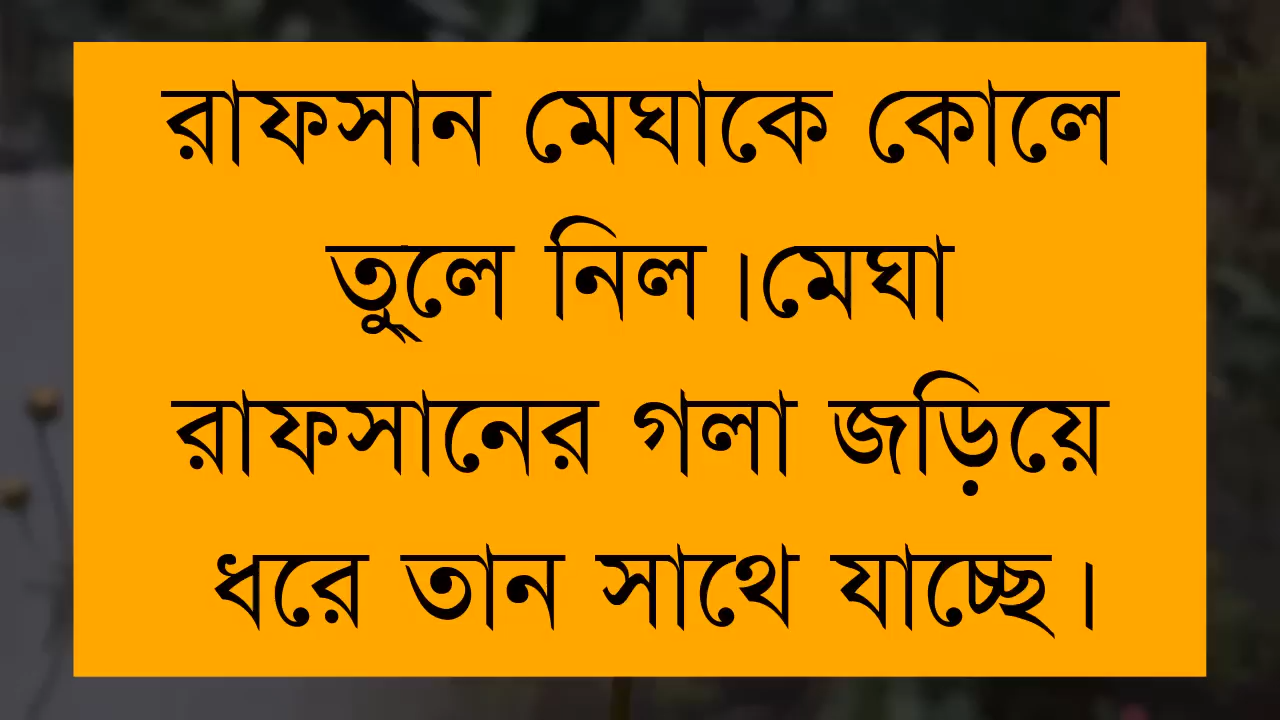 রাফসান মেঘাকে কোলে
তু্লে নিল ।মেঘা
রাফসানের গলা জড়িয়ে
ধরে তান সাথে যাচ্ছে।